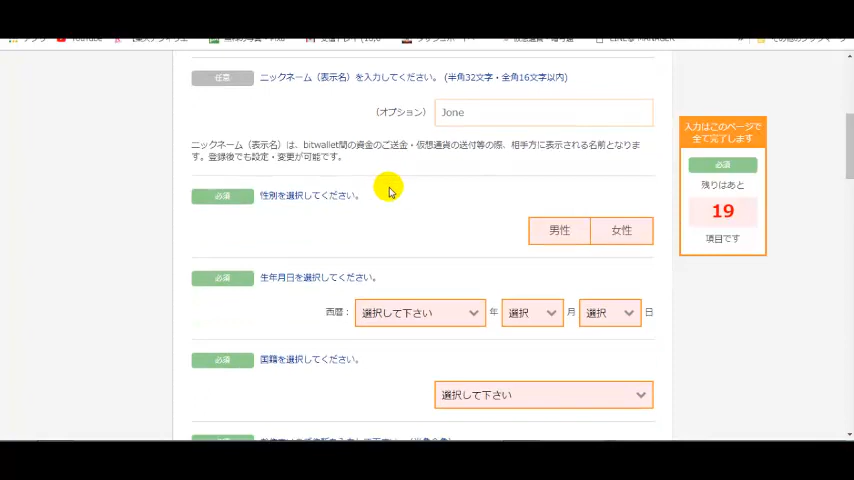 YouTube
任意 ニックネーム（表示名）を入力してください。（半角32文字・全角16文字以内）
（オプション） Jone
ニックネーム（表示名）は、bitwallet間の資金のご送金・仮想通貨の送付等の際、相手方に表示される名前となりま
す。登録後でも設定・変更が可能です。
必須 性別を選択してください。
男性 女性
必須 生年月日を選択してください。
西暦： 選択して下さい 年 選択 月 選択 日
必須 国籍を選択してください。
選択して下さい
入力はこのページで
全て完了します
必須
残りはあと
19
項目です